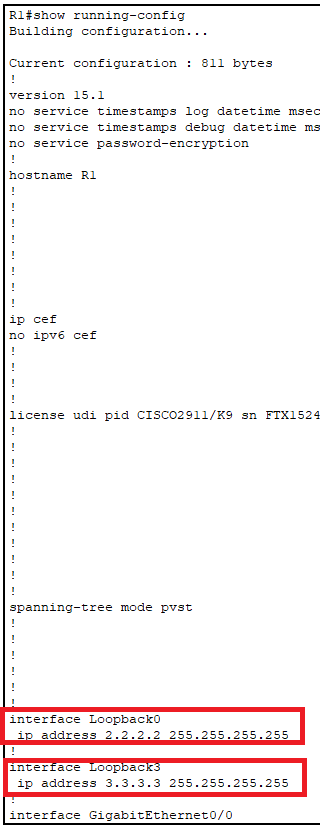 R1#show running-config
Building configuration...
Current configuration : 811 bytes
!
version 15.1
no service timestamps log datetime msec
no service timestamps debug datetime ms
no service password-encryption
!
hostname R1
!
!
!
!
!
!
!
!
ip cef
no ipv6 cef
!
!
!
!
license udi pid CISCO2911/K9 sn FTX1524
!
!
!
!
!
!
!
!
!
!
!
spanning-tree mode pvst
!
!
!
!
!
!
interface Loopback0
ip address 2.2.2.2 255.255.255.255
!
interface Loopback3
ip address 3.3.3.3 255.255.255.255
!
interface GigabitEthernet0/0